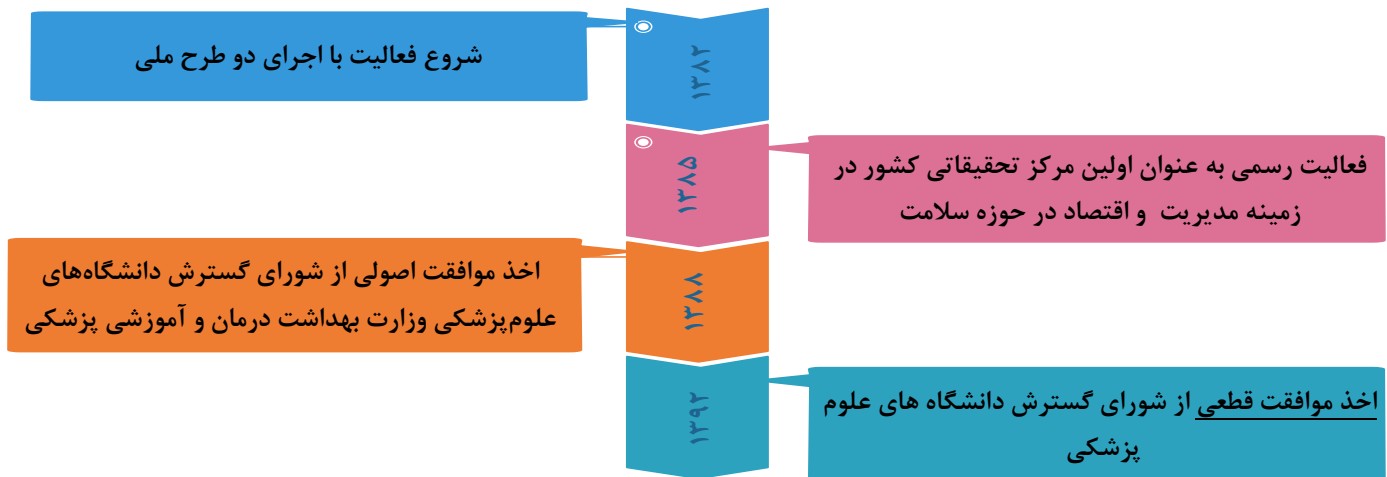 ۱۳۸۲
شروع فعالیت با اجرای دو طرح ملی
۱۳۸۵
فعالیت رسمی به عنوان اولین مرکز تحقیقاتی کشور در
زمینه مدیریت و اقتصاد در حوزه سلامت
۱۳۸۸
اخذ موافقت اصولی از شورای گسترش دانشگاه‌های
علوم‌پزشکی وزارت بهداشت درمان و آموزشی پزشکی
۱۳۹۲
اخذ موافقت قطعی از شورای گسترش دانشگاه های علوم
پزشکی